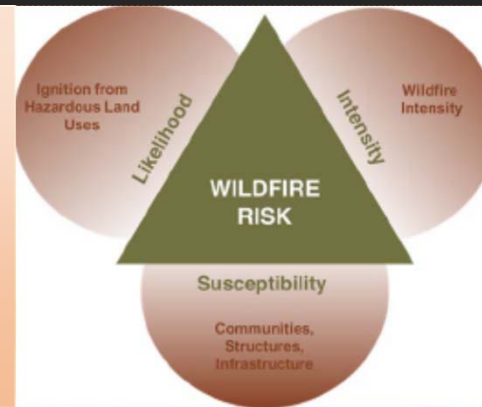 Ignition from
Hazardous Land
Uses
Likelihood
Intensity
Wildfire
Intensity
WILDFIRE
RISK
Susceptibility
Communities,
Structures,
Infrastructure